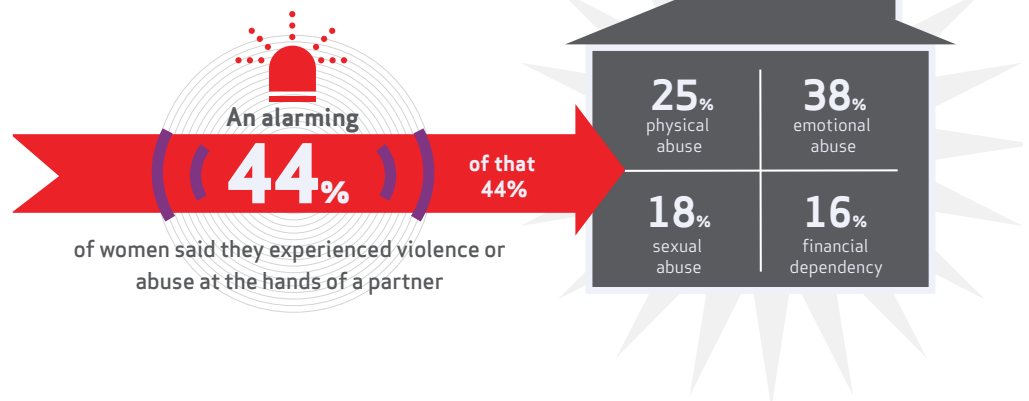 An alarming
44%
of women said they experienced violence or
abuse at the hands of a partner
of that
44%
25%
physical
abuse
38%
emotional
abuse
18%
sexual
abuse
16%
financial
dependency